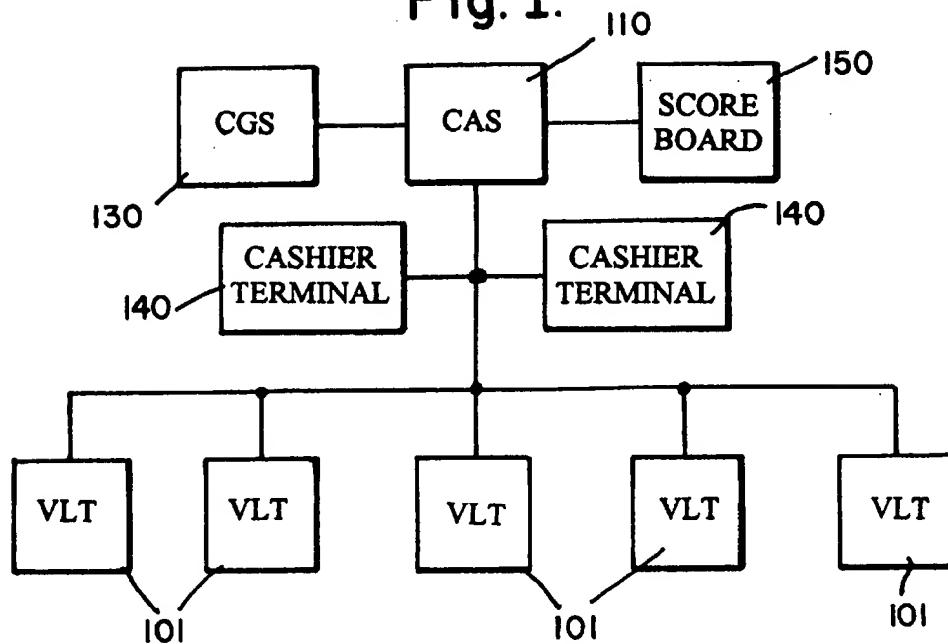 Fig. 1.
110
150
CGS
CAS
SCORE
BOARD
130
140
CASHIER
TERMINAL
140
CASHIER
TERMINAL
VLT
VLT
VLT
VLT
VLT
101
101
101